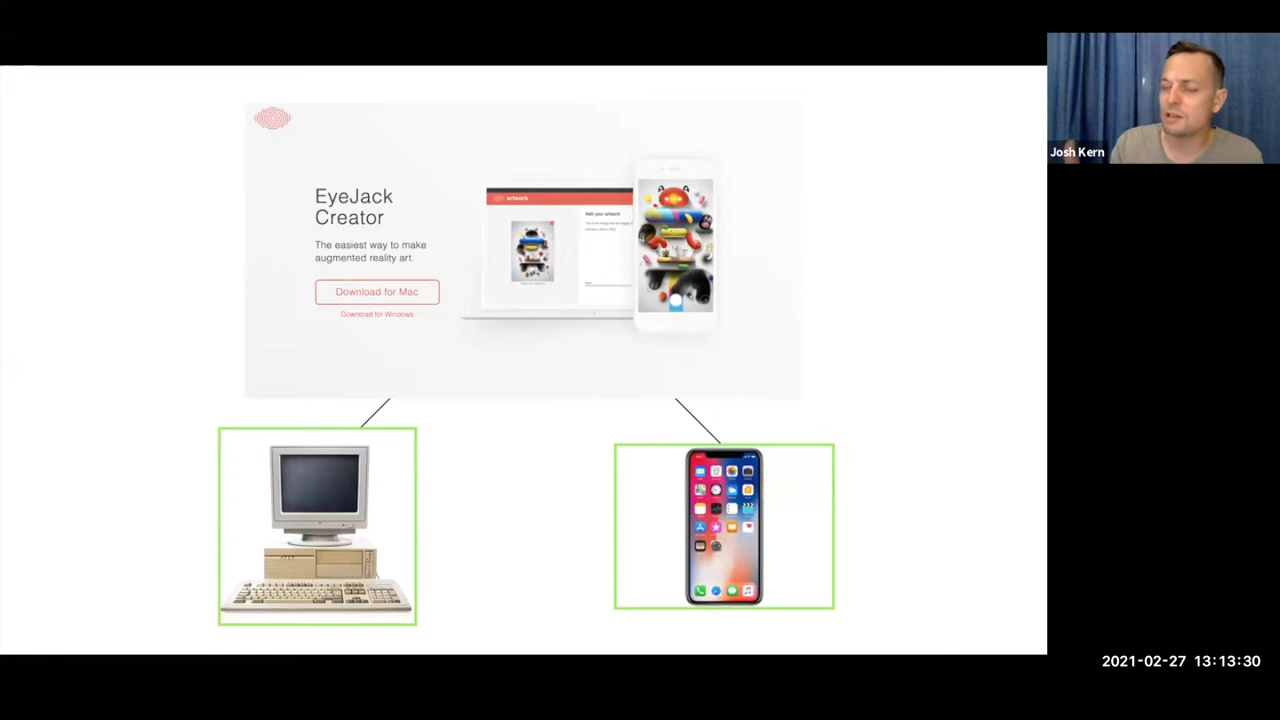 EyeJack
Creator
The easiest way to make
augmented reality art.
Download for Mac
Download for Windows
artwork
Add your artwork
Josh Kern
2021-02-27 13:13:30